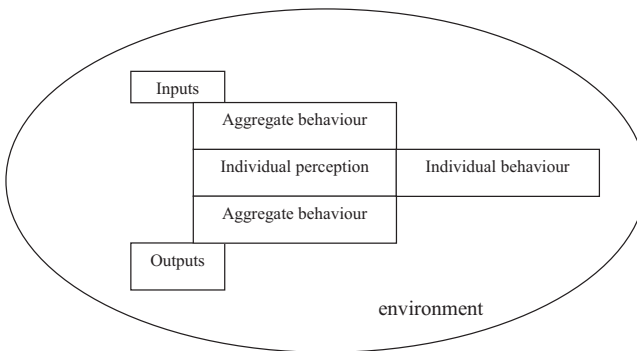 Inputs
Aggregate behaviour
Individual perception
Individual behaviour
Aggregate behaviour
Outputs
environment